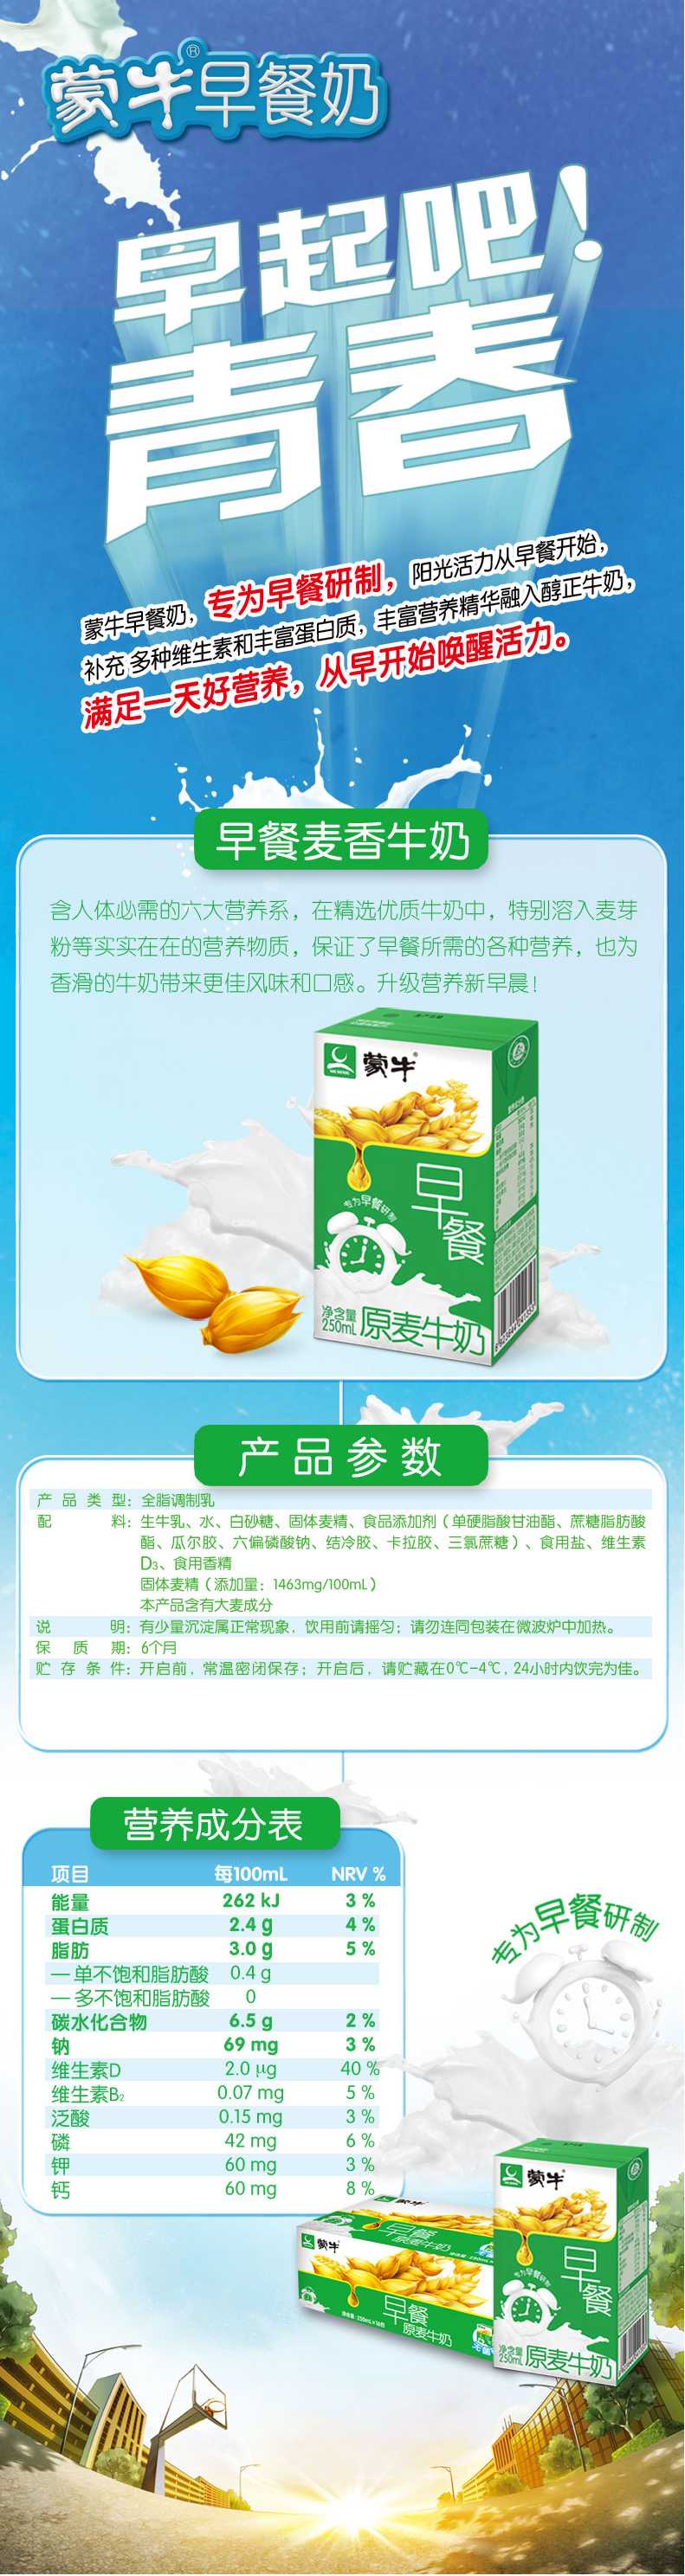 蒙牛早餐奶
®
早起吧！
青春
蒙牛早餐奶，专为早餐研制，阳光活力从早餐开始，
补充 多种维生素和丰富蛋白质，丰富营养精华融入醇正牛奶，
满足一天好营养，从早开始唤醒活力。
早餐麦香牛奶
含人体必需的六大营养系，在精选优质牛奶中，特别溶入麦芽
粉等实实在在的营养物质，保证了早餐所需的各种营养，也为
香滑的牛奶带来更佳风味和口感。升级营养新早晨！
蒙牛
早餐
专为早餐研制
净含量
250mL
原麦牛奶
产品参数
产品类型：全脂调制乳
配料：生牛乳、水、白砂糖、固体麦精、食品添加剂（单硬脂酸甘油酯、蔗糖脂肪酸
酯、瓜尔胶、六偏磷酸钠、结冷胶、卡拉胶、三氯蔗糖）、食用盐、维生素
D₃、食用香精
固体麦精（添加量：1463mg/100mL）
本产品含有大麦成分
说明：有少量沉淀属正常现象，饮用前请摇匀；请勿连同包装在微波炉中加热。
保质期：6个月
贮存条件：开启前，常温密闭保存；开启后，请贮藏在0℃-4℃，24小时内饮完为佳。
营养成分表
项目 每100mL NRV %
能量 262 kJ 3 %
蛋白质 2.4 g 4 %
脂肪 3.0 g 5 %
— 单不饱和脂肪酸 0.4 g
— 多不饱和脂肪酸 0
碳水化合物 6.5 g 2 %
钠 69 mg 3 %
维生素D 2.0 μg 40 %
维生素B₂ 0.07 mg 5 %
泛酸 0.15 mg 3 %
磷 42 mg 6 %
钾 60 mg 3 %
钙 60 mg 8 %
专为早餐研制
蒙牛
早餐
专为早餐研制
净含量
250mL
原麦牛奶
蒙牛
早餐
原麦牛奶
蒙牛
早餐
原麦牛奶